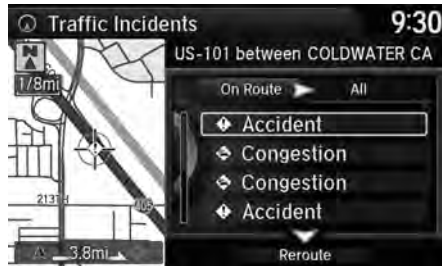 Traffic Incidents
9:30
US-101 between COLDWATER CA
N
1/8mi
On Route
All
Accident
Congestion
Congestion
Accident
213TH
405
3.8mi
Reroute